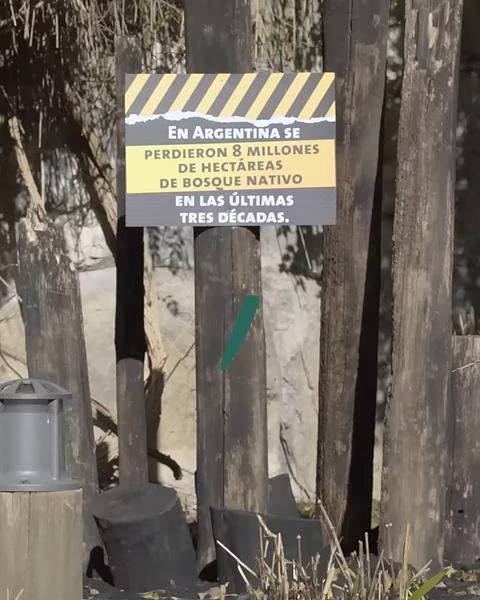 EN ARGENTINA SE
PERDIERON 8 MILLONES
DE HECTÁREAS
DE BOSQUE NATIVO
EN LAS ÚLTIMAS
TRES DÉCADAS.